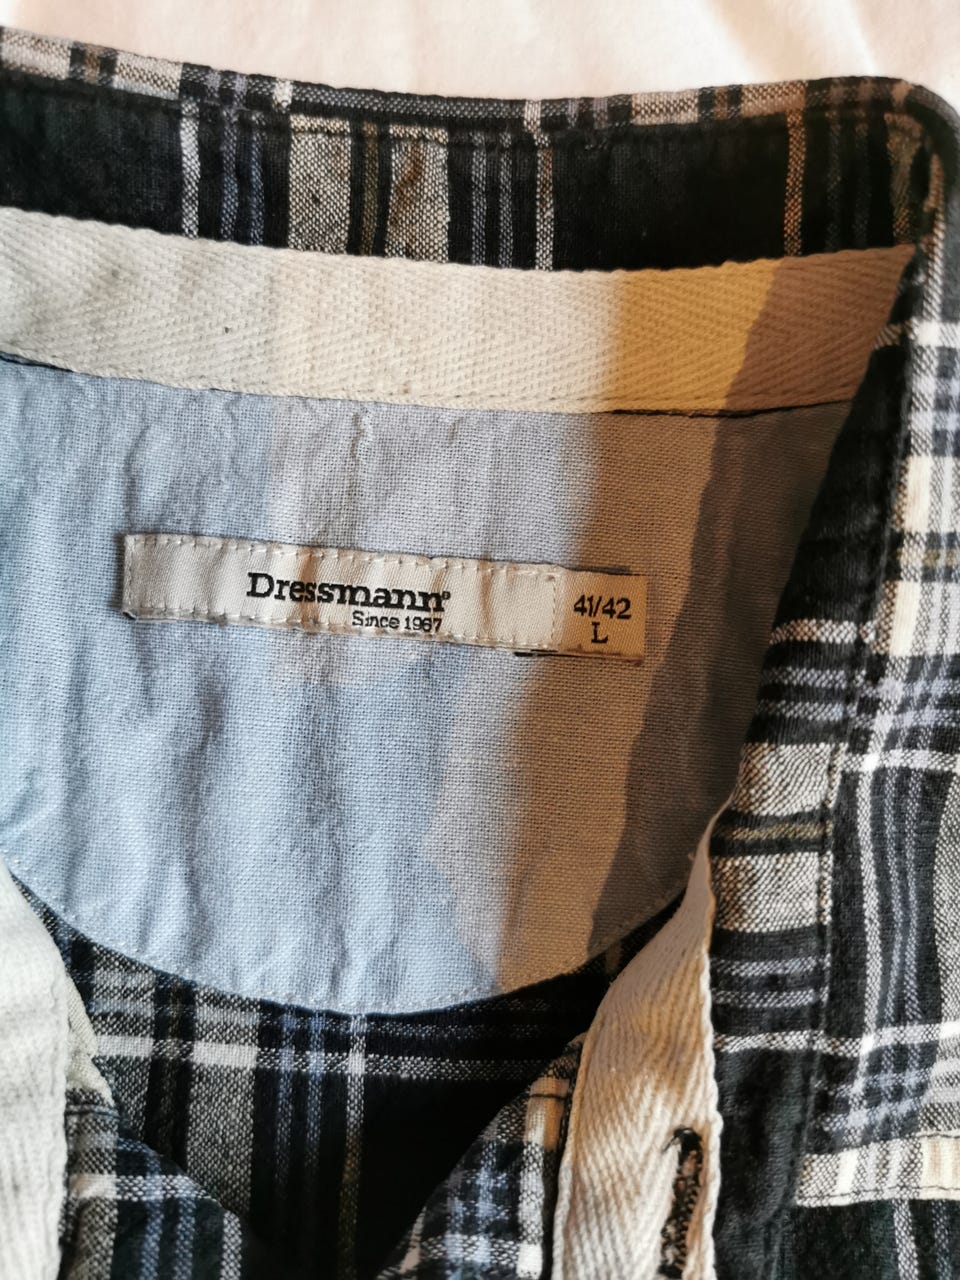 Dressmann®
Since 1967
41/42
L